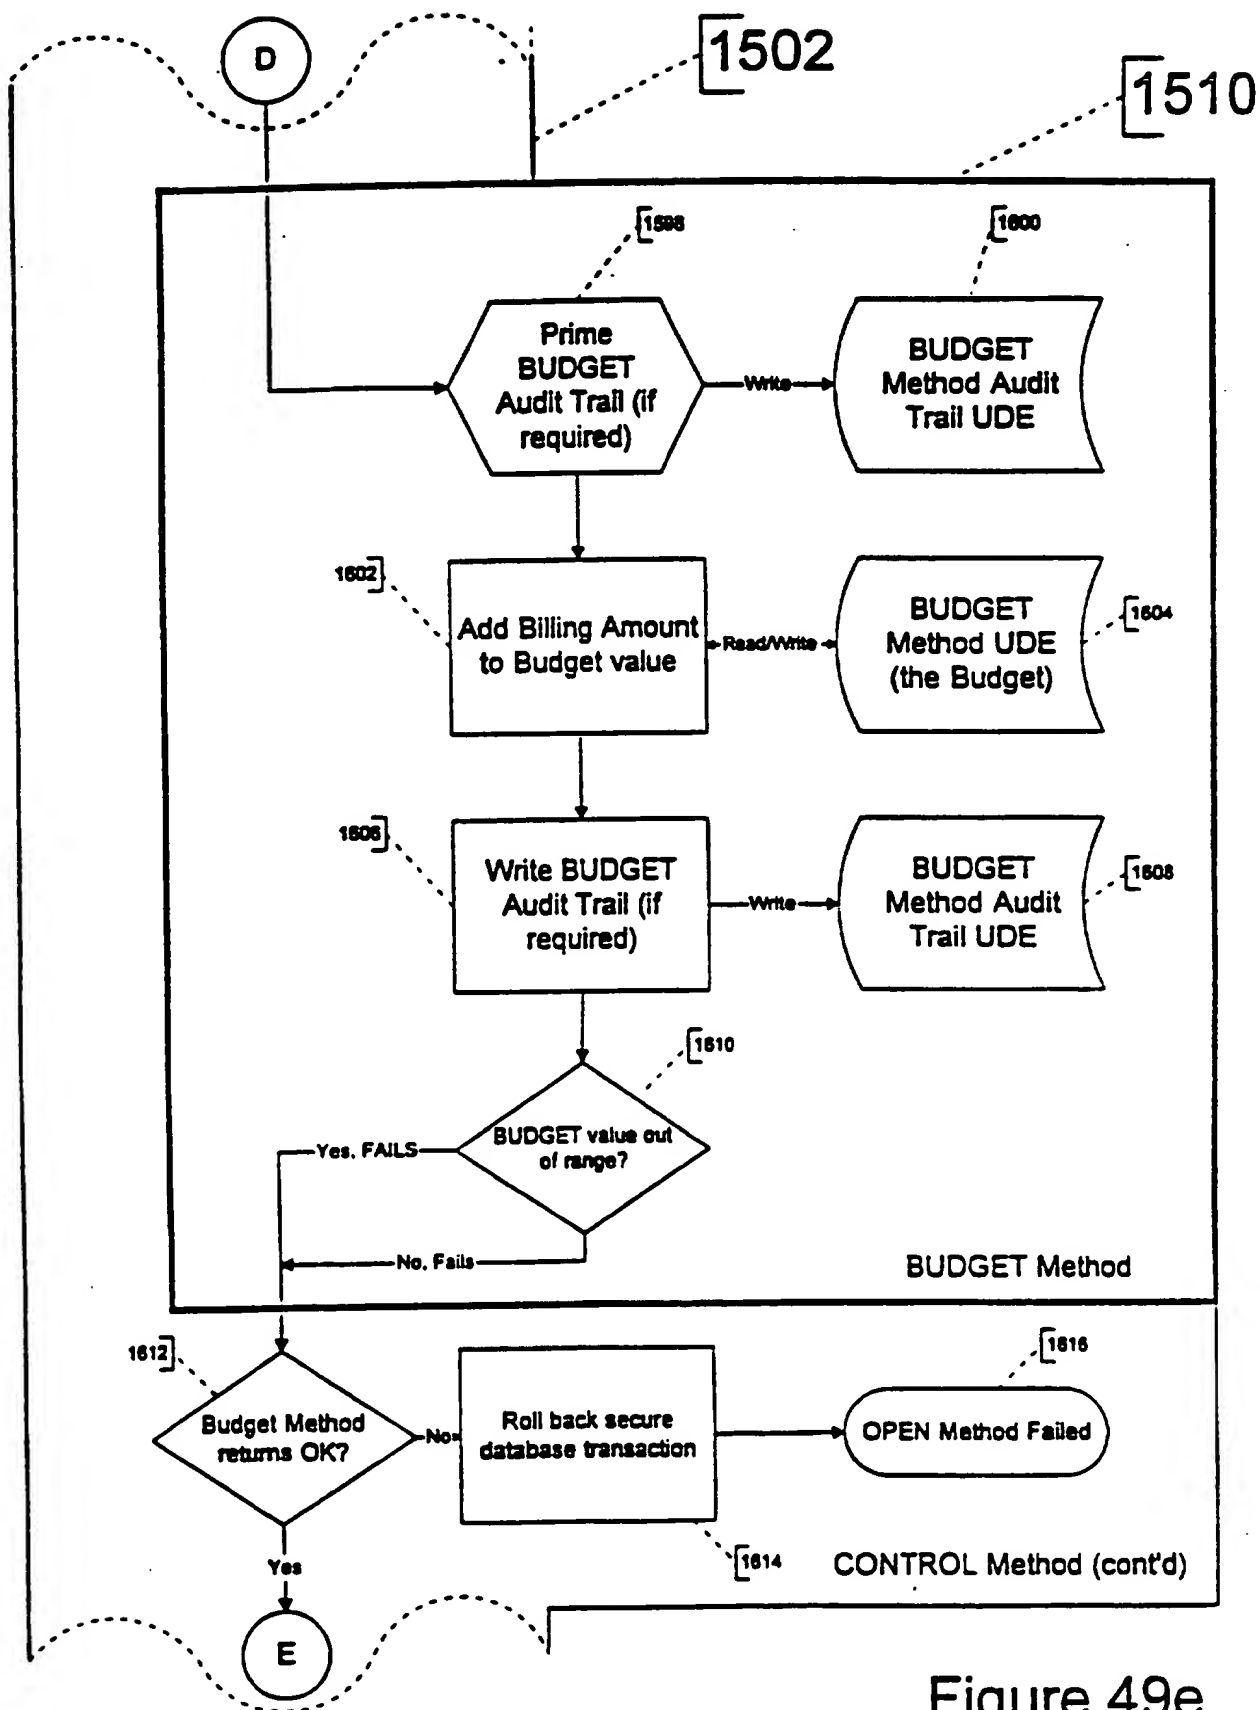 D
1502
1510
1598
1600
Prime
BUDGET
Audit Trail (if
required)
Write
BUDGET
Method Audit
Trail UDE
1602
Add Billing Amount
to Budget value
Read/Write
BUDGET
Method UDE
(the Budget)
1604
1606
Write BUDGET
Audit Trail (if
required)
Write
BUDGET
Method Audit
Trail UDE
1608
1610
BUDGET value out
of range?
Yes, FAILS
No, Fails
BUDGET Method
1612
Budget Method
returns OK?
No
Roll back secure
database transaction
1616
OPEN Method Failed
Yes
1614
CONTROL Method (cont'd)
E
Figure 49e